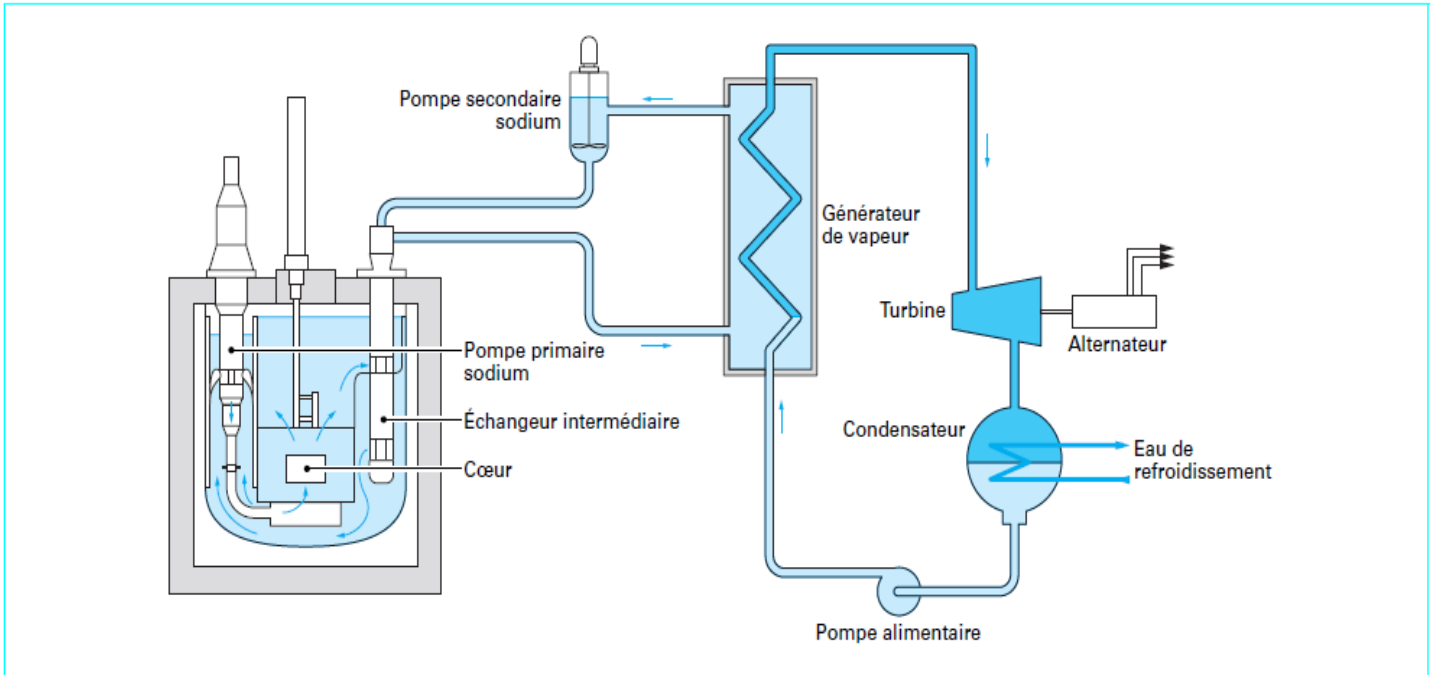 Pompe secondaire
sodium
Générateur
de vapeur
Turbine
Alternateur
Pompe primaire
sodium
Échangeur intermédiaire
Cœur
Condensateur
Eau de
refroidissement
Pompe alimentaire